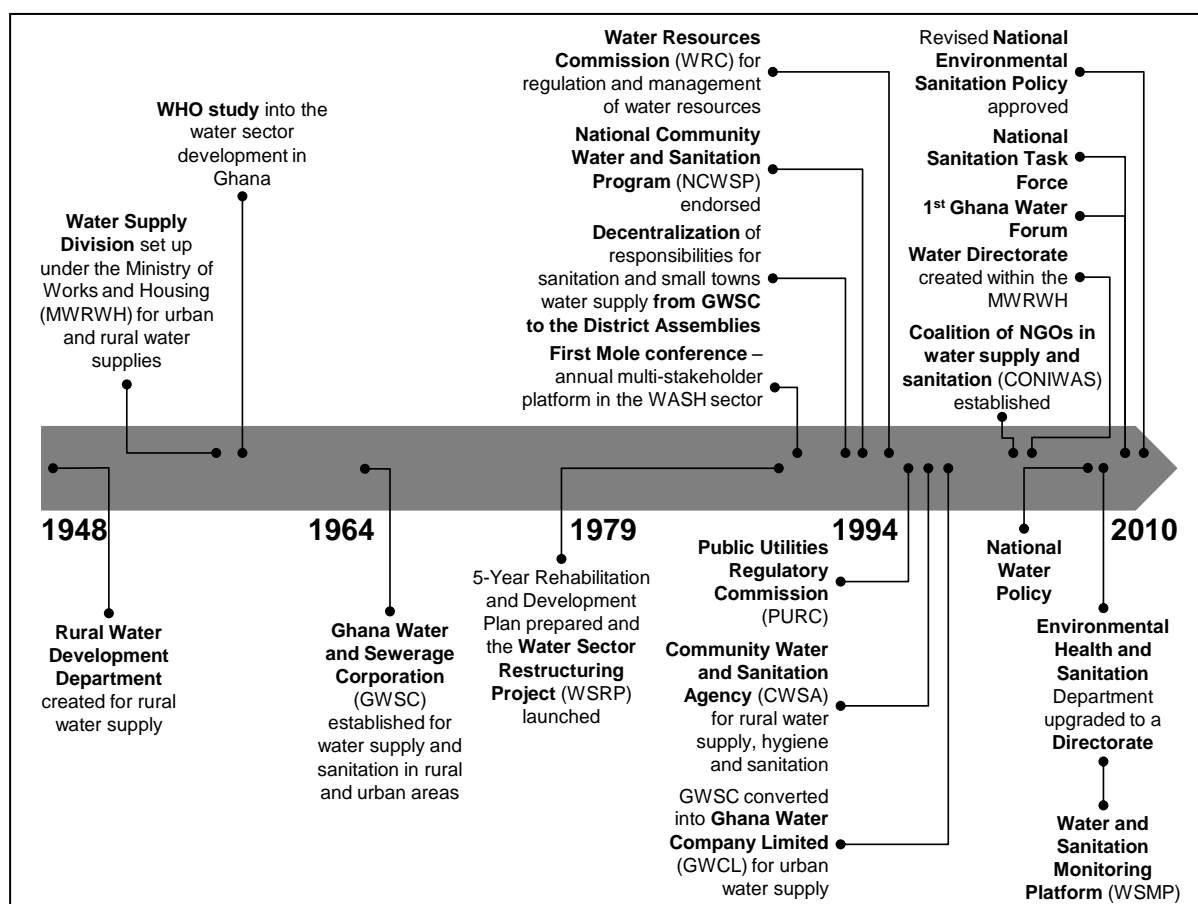 WHO study into the
water sector
development in
Ghana
Water Supply
Division set up
under the Ministry of
Works and Housing
(MWRWH) for urban
and rural water
supplies
Water Resources
Commission (WRC) for
regulation and management
of water resources
National Community
Water and Sanitation
Program (NCWSP)
endorsed
Decentralization of
responsibilities for
sanitation and small towns
water supply from GWSC
to the District Assemblies
First Mole conference –
annual multi-stakeholder
platform in the WASH sector
Revised National
Environmental
Sanitation Policy
approved
National
Sanitation Task
Force
1st Ghana Water
Forum
Water Directorate
created within the
MWRWH
Coalition of NGOs in
water supply and
sanitation (CONIWAS)
established
1948
1964
1979
1994
2010
Rural Water
Development
Department
created for rural
water supply
Ghana Water
and Sewerage
Corporation
(GWSC)
established for
water supply and
sanitation in rural
and urban areas
5-Year Rehabilitation
and Development
Plan prepared and
the Water Sector
Restructuring
Project (WSRP)
launched
Public Utilities
Regulatory
Commission
(PURC)
Community Water
and Sanitation
Agency (CWSA)
for rural water
supply, hygiene
and sanitation
GWSC converted
into Ghana Water
Company Limited
(GWCL) for urban
water supply
National
Water
Policy
Environmental
Health and
Sanitation
Department
upgraded to a
Directorate
Water and
Sanitation
Monitoring
Platform (WSMP)